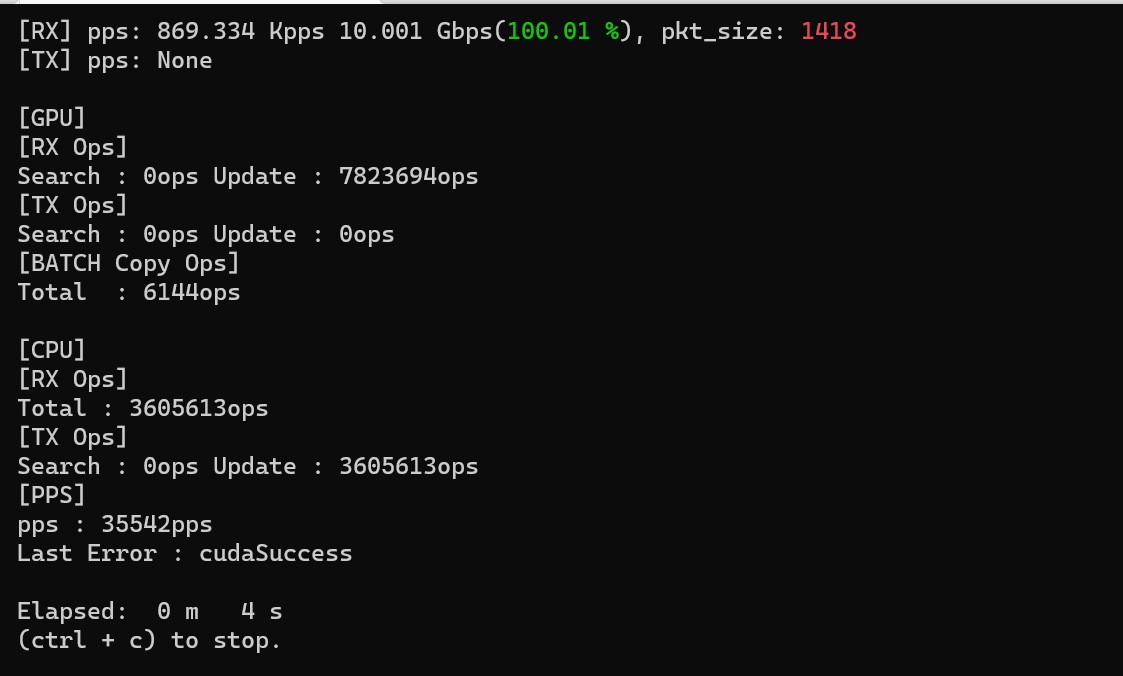 [RX] pps: 869.334 Kpps 10.001 Gbps(100.01 %), pkt_size: 1418
[TX] pps: None
[GPU]
[RX Ops]
Search : 0ops Update : 7823694ops
[TX Ops]
Search : 0ops Update : 0ops
[BATCH Copy Ops]
Total  : 6144ops
[CPU]
[RX Ops]
Total : 3605613ops
[TX Ops]
Search : 0ops Update : 3605613ops
[PPS]
pps : 35542pps
Last Error : cudaSuccess
Elapsed:  0 m   4 s
(ctrl + c) to stop.